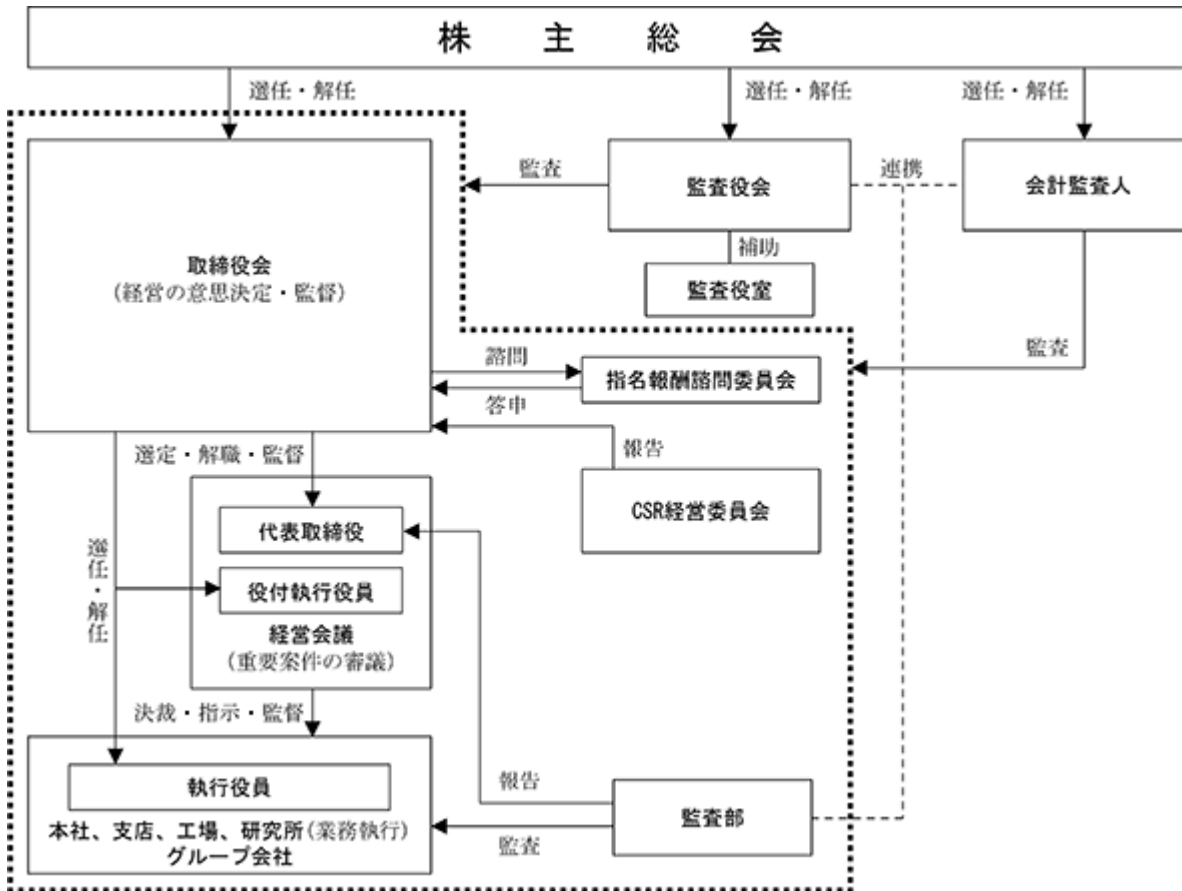 株主総会
選任・解任
選任・解任
選任・解任
取締役会
(経営の意思決定・監督)
監査
監査役会
連携
会計監査人
補助
監査役室
監査
諮問
指名報酬諮問委員会
答申
報告
CSR経営委員会
選定・解職・監督
代表取締役
選任・解任
役付執行役員
経営会議
(重要案件の審議)
決裁・指示・監督
執行役員
本社、支店、工場、研究所(業務執行)
グループ会社
報告
監査部
監査